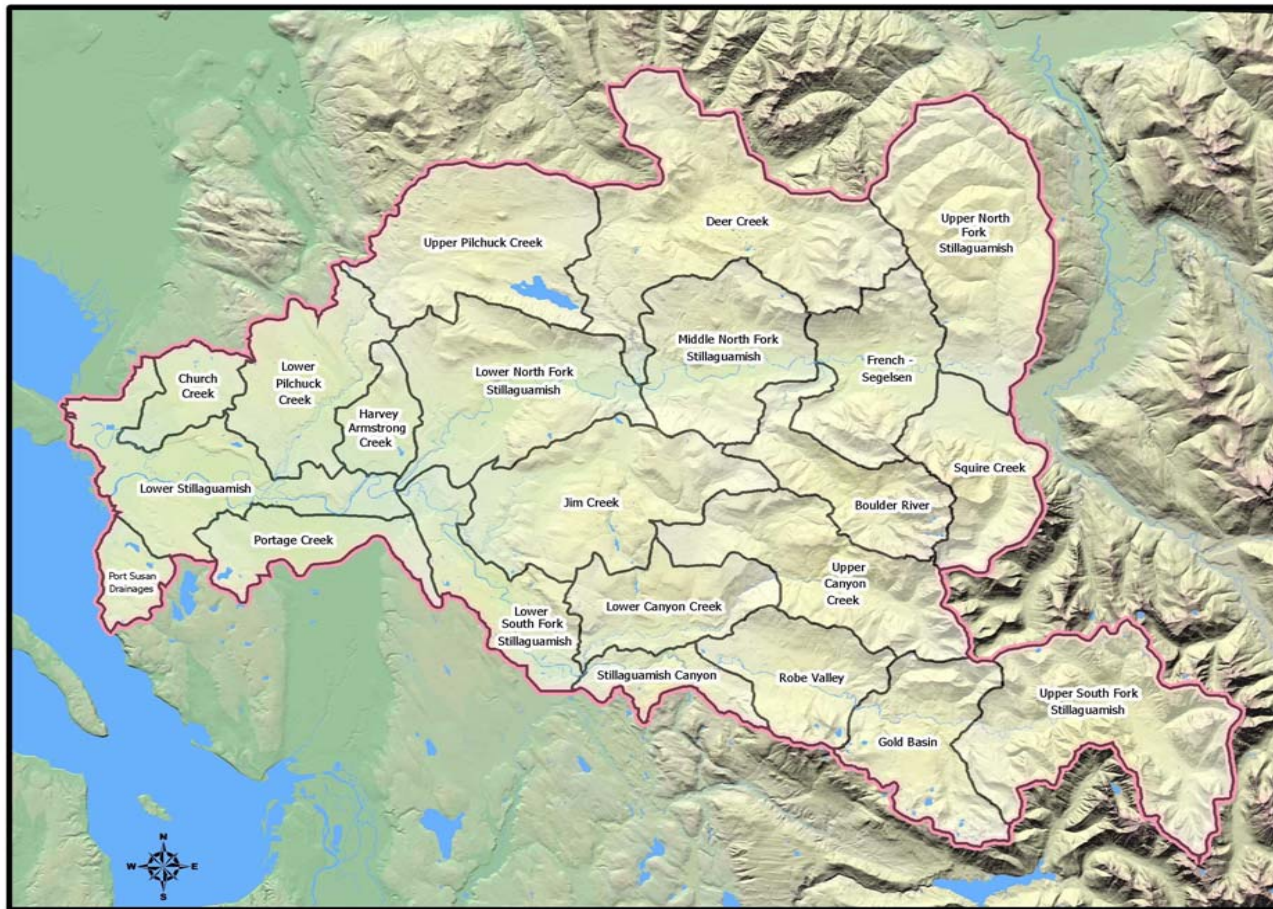 Deer Creek
Upper North
Fork
Stillaguamish
Upper Pilchuck Creek
Middle North Fork
Stillaguamish
French -
Segelsen
Lower
Pilchuck
Creek
Church
Creek
Lower North Fork
Stillaguamish
Harvey
Armstrong
Creek
Squire Creek
Lower Stillaguamish
Jim Creek
Boulder River
Portage Creek
Port Susan
Drainages
Upper
Canyon
Creek
Lower Canyon Creek
Lower
South Fork
Stillaguamish
Stillaguamish Canyon
Robe Valley
Upper South Fork
Stillaguamish
Gold Basin
N
W E
S